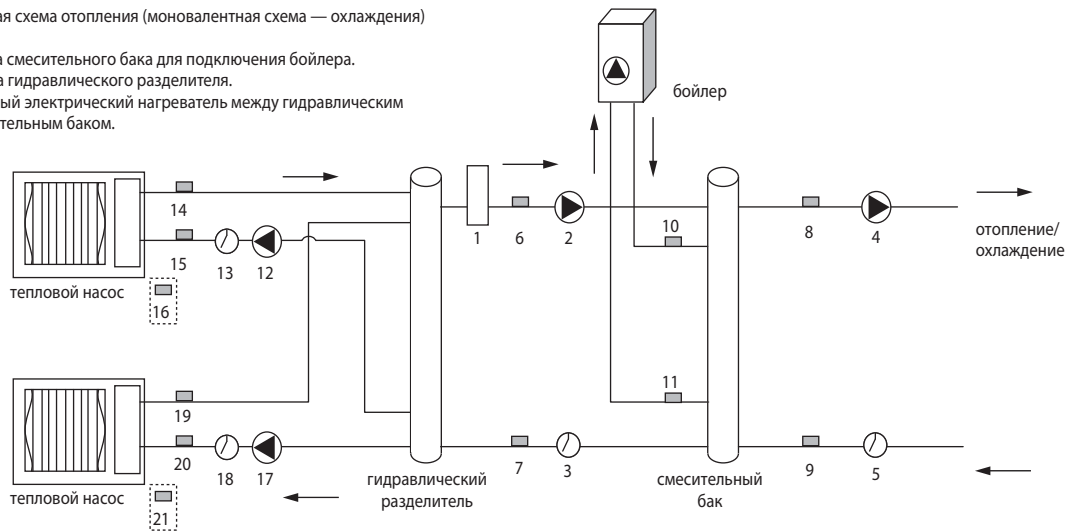 ая схема отопления (моновалентная схема — охлаждения)
а смесительного бака для подключения бойлера.
а гидравлического разделителя.
ный электрический нагреватель между гидравлическим
тельным баком.
бойлер
14
1
6
2
10
8
4
отопление/
охлаждение
15
13
12
тепловой насос
16
11
19
20
18
17
гидравлический
разделитель
7
3
смесительный
бак
9
5
тепловой насос
21